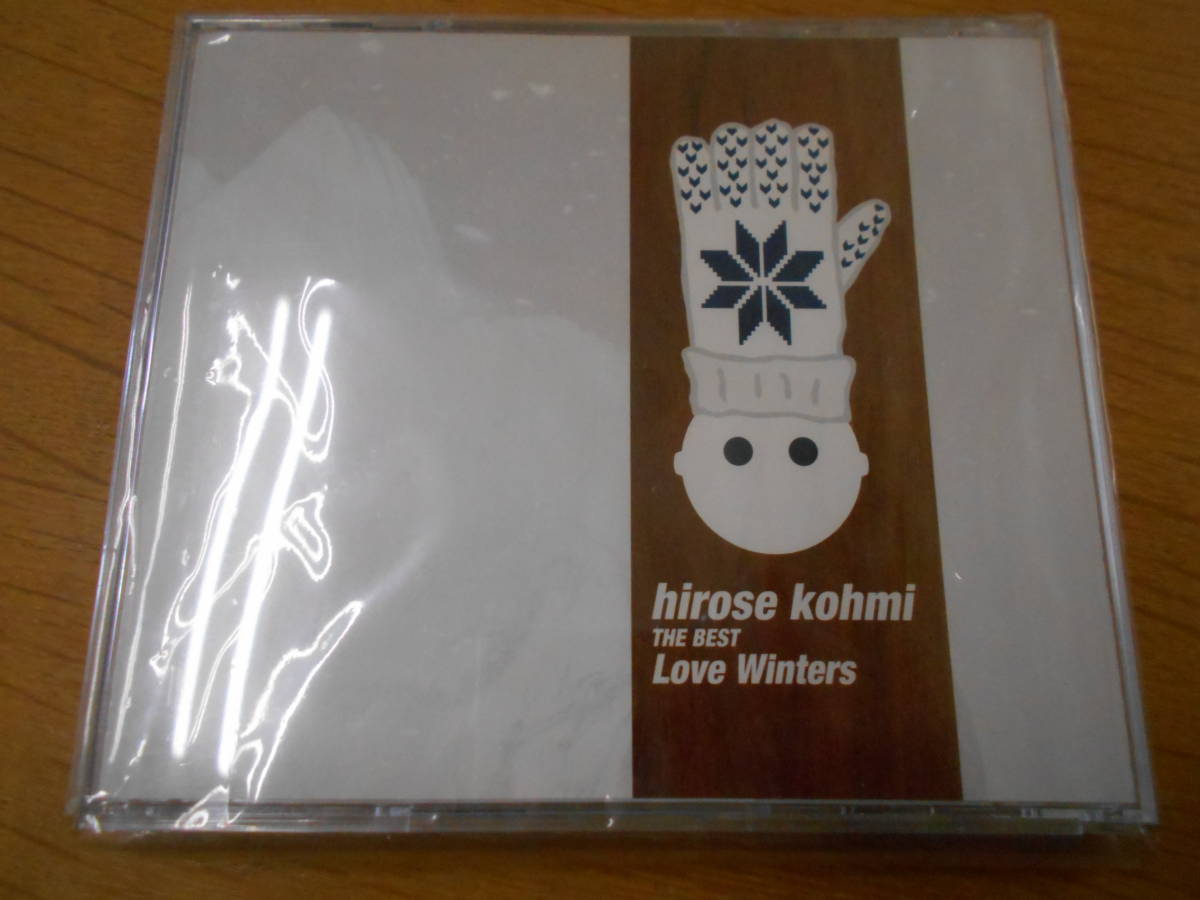 hirose kohmi
THE BEST
Love Winters